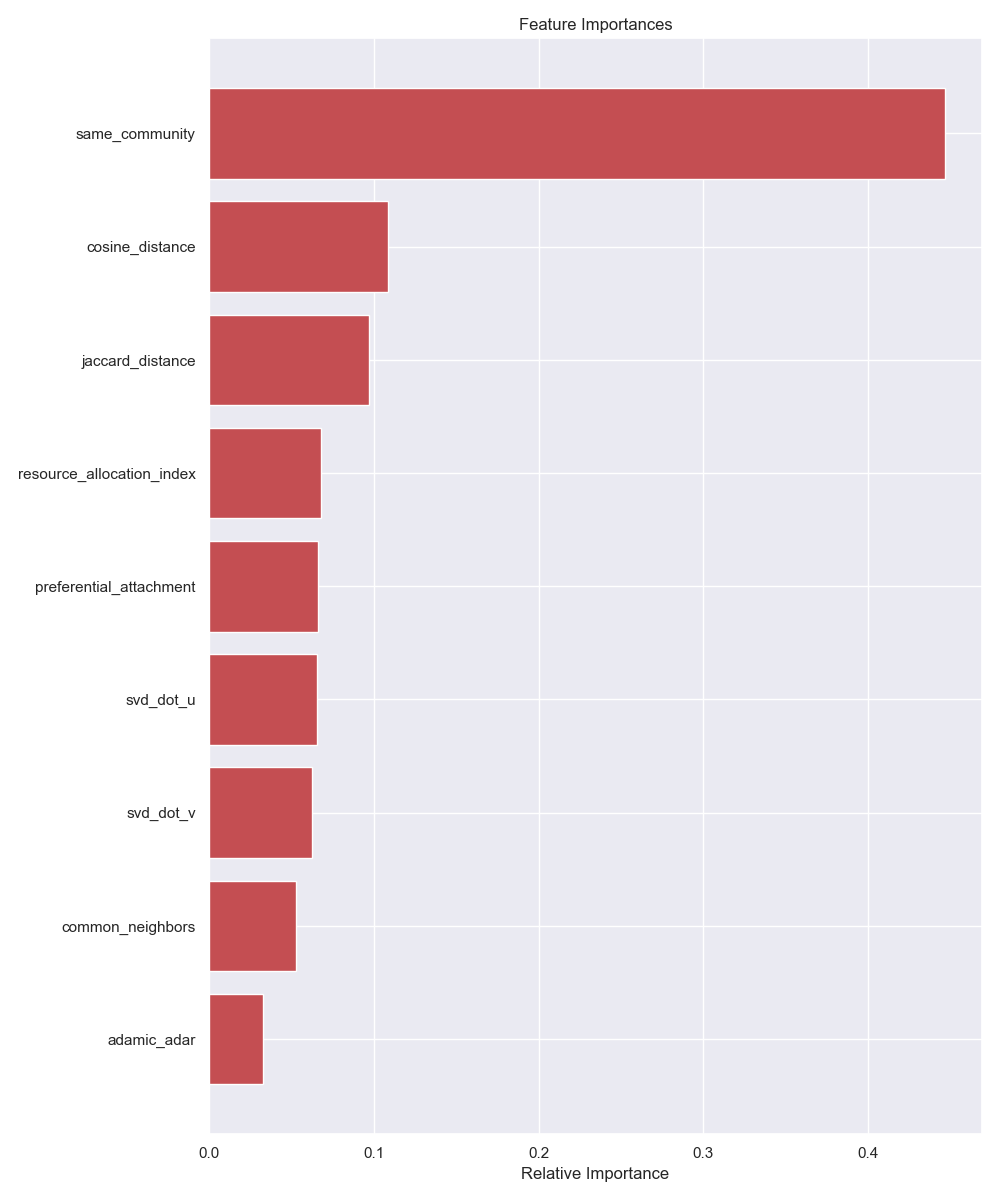 Feature Importances
same_community
cosine_distance
jaccard_distance
resource_allocation_index
preferential_attachment
svd_dot_u
svd_dot_v
common_neighbors
adamic_adar
0.0 0.1 0.2 0.3 0.4
Relative Importance